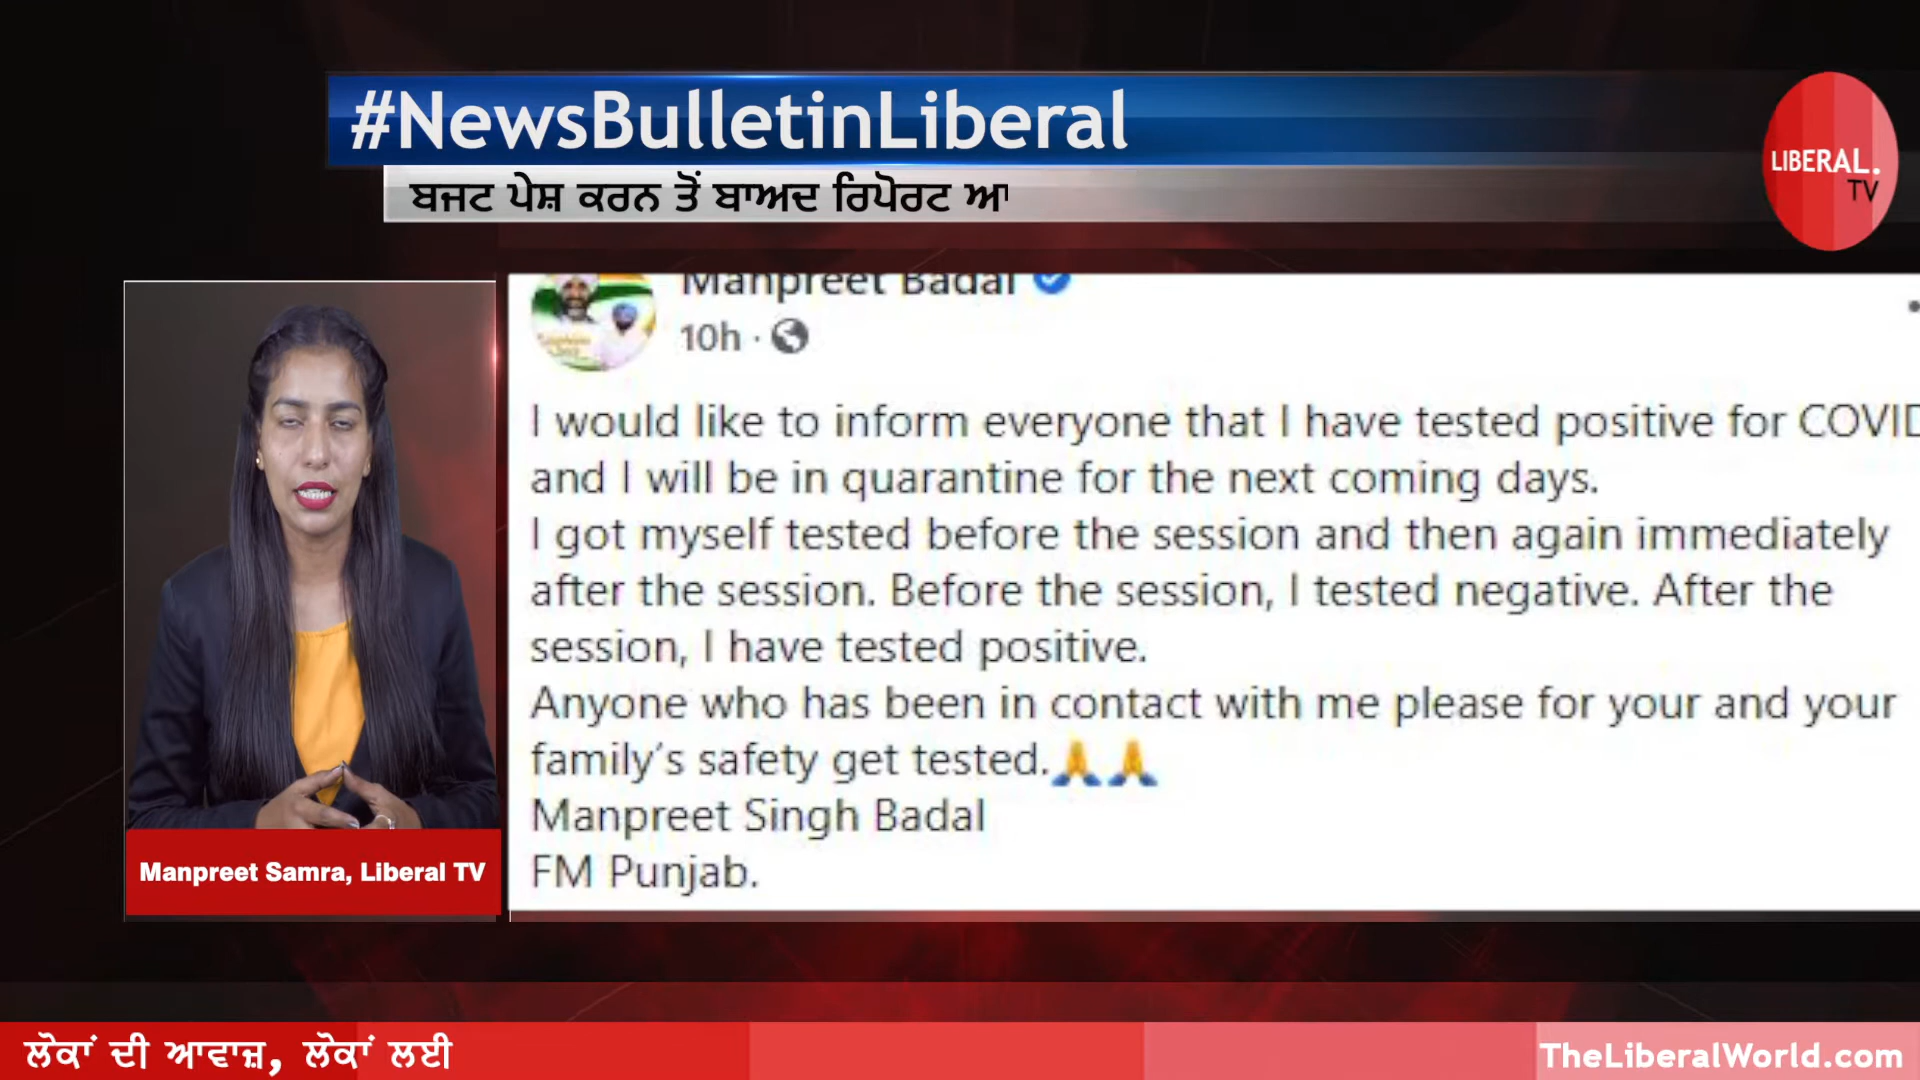 #NewsBulletinLiberal
ਬਜਟ ਪੇਸ਼ ਕਰਨ ਤੋਂ ਬਾਅਦ ਰਿਪੋਰਟ ਆ
LIBERAL.
TV
Manpreet Badal
10h ·
I would like to inform everyone that I have tested positive for COVID
and I will be in quarantine for the next coming days.
I got myself tested before the session and then again immediately
after the session. Before the session, I tested negative. After the
session, I have tested positive.
Anyone who has been in contact with me please for your and your
family's safety get tested.🙏🙏
Manpreet Singh Badal
FM Punjab.
Manpreet Samra, Liberal TV
ਲੋਕਾਂ ਦੀ ਆਵਾਜ਼, ਲੋਕਾਂ ਲਈ
TheLiberalWorld.com